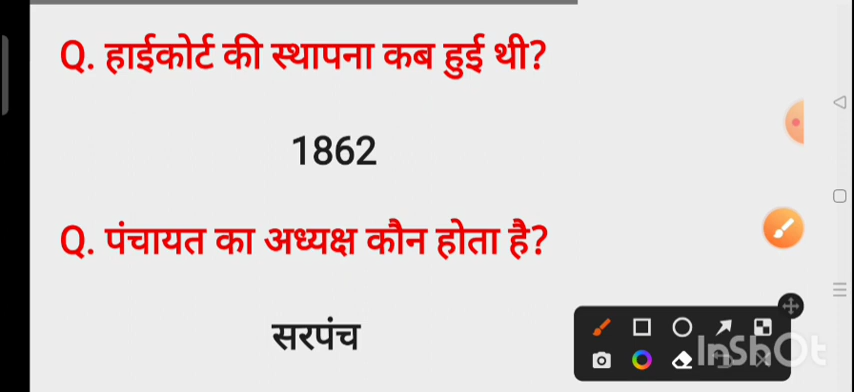 Q. हाईकोर्ट की स्थापना कब हुई थी?
1862
Q. पंचायत का अध्यक्ष कौन होता है?
सरपंच
InShOt